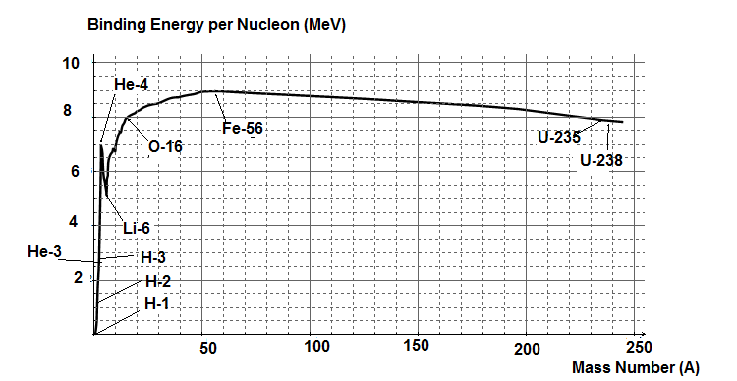 Binding Energy per Nucleon (MeV)
10
He-4
8
Fe-56
O-16
U-235
U-238
6
4
Li-6
He-3
H-3
2
H-2
H-1
50
100
150
200
250
Mass Number (A)